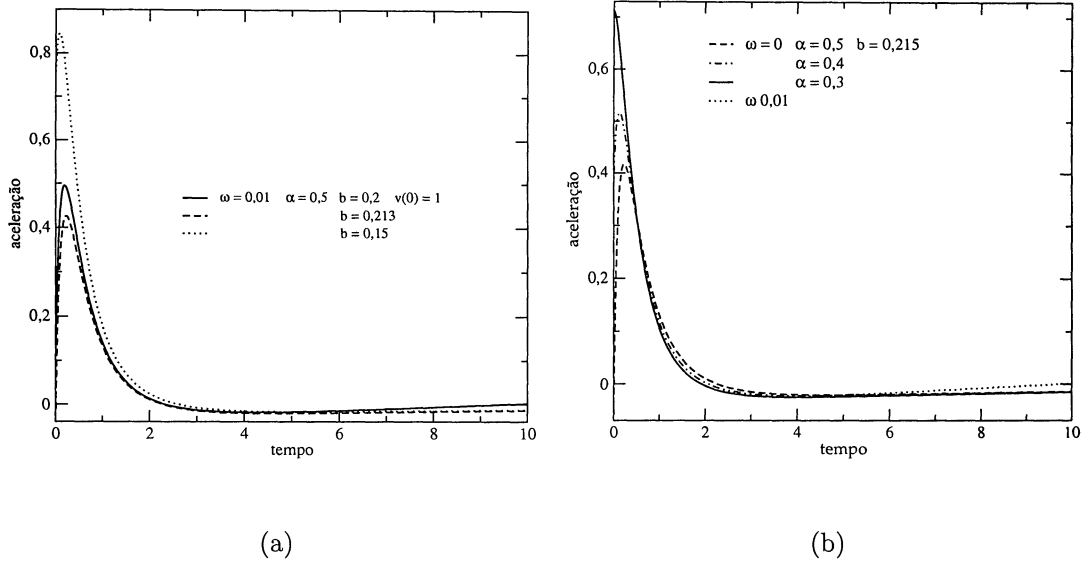 0,8
0,6
0,4
0,2
0
aceleração
ω = 0,01 α = 0,5 b = 0,2 v(0) = 1
b = 0,213
b = 0,15
0 2 4 6 8 10
tempo
(a)
0,6
0,4
0,2
0
aceleração
ω = 0 α = 0,5 b = 0,215
α = 0,4
α = 0,3
ω 0,01
0 2 4 6 8 10
tempo
(b)